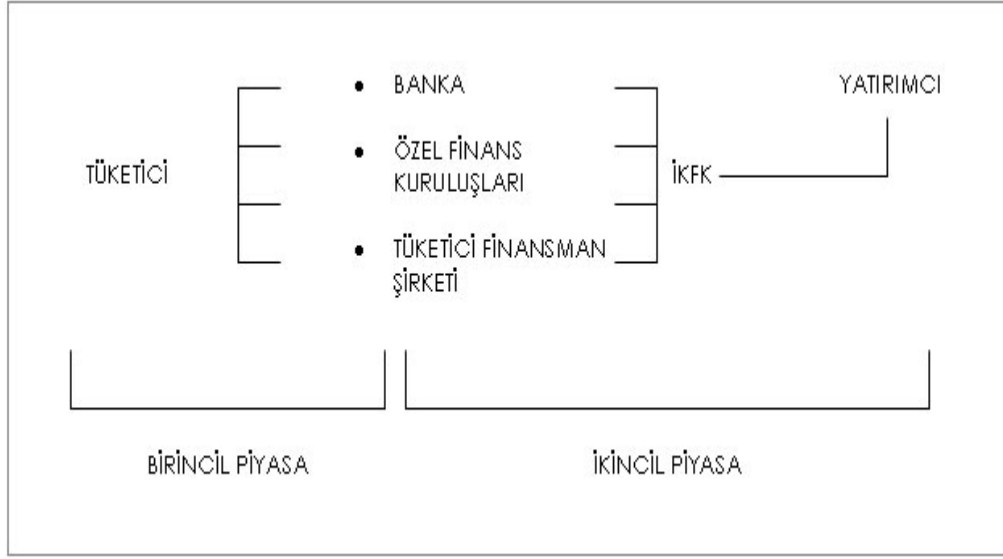 BANKA
YATIRIMCI
TÜKETİCİ
ÖZEL FİNANS
KURULUŞLARI
İKFK
TÜKETİCİ FİNANSMAN
ŞİRKETİ
BİRİNCİL PİYASA
İKİNCİL PİYASA